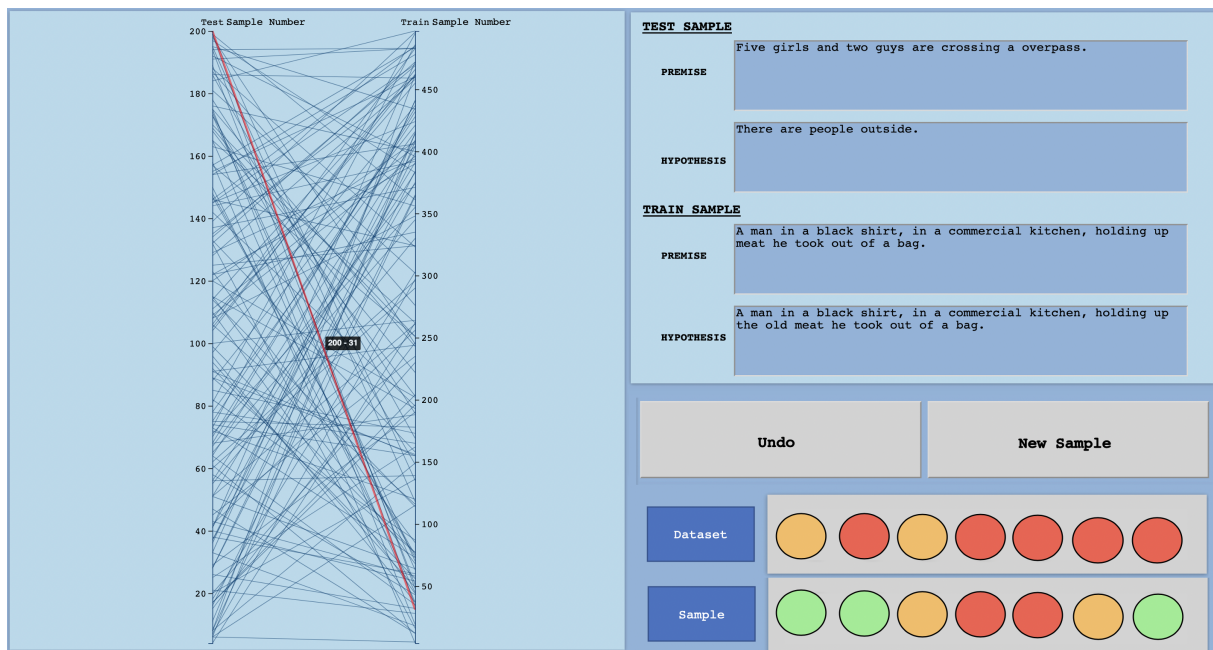 Test Sample Number
Train Sample Number
200
180
160
140
120
100
80
60
40
20
450
400
350
300
250
200
150
100
50
200 - 31
TEST SAMPLE
PREMISE
Five girls and two guys are crossing a overpass.
HYPOTHESIS
There are people outside.
TRAIN SAMPLE
PREMISE
A man in a black shirt, in a commercial kitchen, holding up
meat he took out of a bag.
HYPOTHESIS
A man in a black shirt, in a commercial kitchen, holding up
the old meat he took out of a bag.
Undo
New Sample
Dataset
Sample